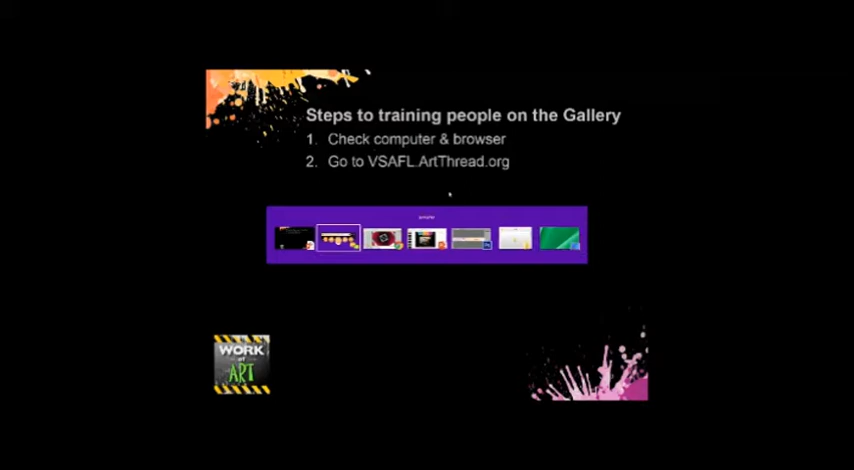 Steps to training people on the Gallery
1. Check computer & browser
2. Go to VSAFL.ArtThread.org
WORK
of
ART